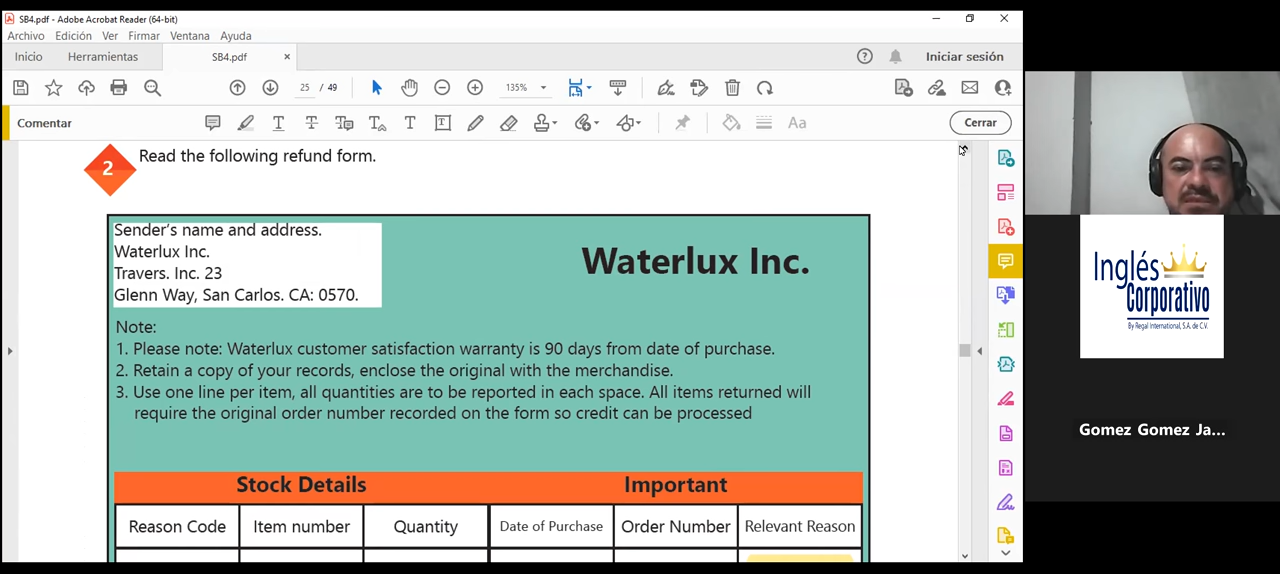 SB4.pdf - Adobe Acrobat Reader (64-bit)
Archivo Edición Ver Firmar Ventana Ayuda
Inicio Herramientas SB4.pdf × Iniciar sesión
25 / 49 135%
Comentar Cerrar
2 Read the following refund form.
Sender's name and address.
Waterlux Inc.
Travers. Inc. 23
Glenn Way, San Carlos. CA: 0570.
Waterlux Inc.
Note:
1. Please note: Waterlux customer satisfaction warranty is 90 days from date of purchase.
2. Retain a copy of your records, enclose the original with the merchandise.
3. Use one line per item, all quantities are to be reported in each space. All items returned will
require the original order number recorded on the form so credit can be processed
Stock Details Important
Reason Code Item number Quantity Date of Purchase Order Number Relevant Reason
Inglés
Corporativo
By Regal International, S.A. de C.V.
Gomez Gomez Ja...